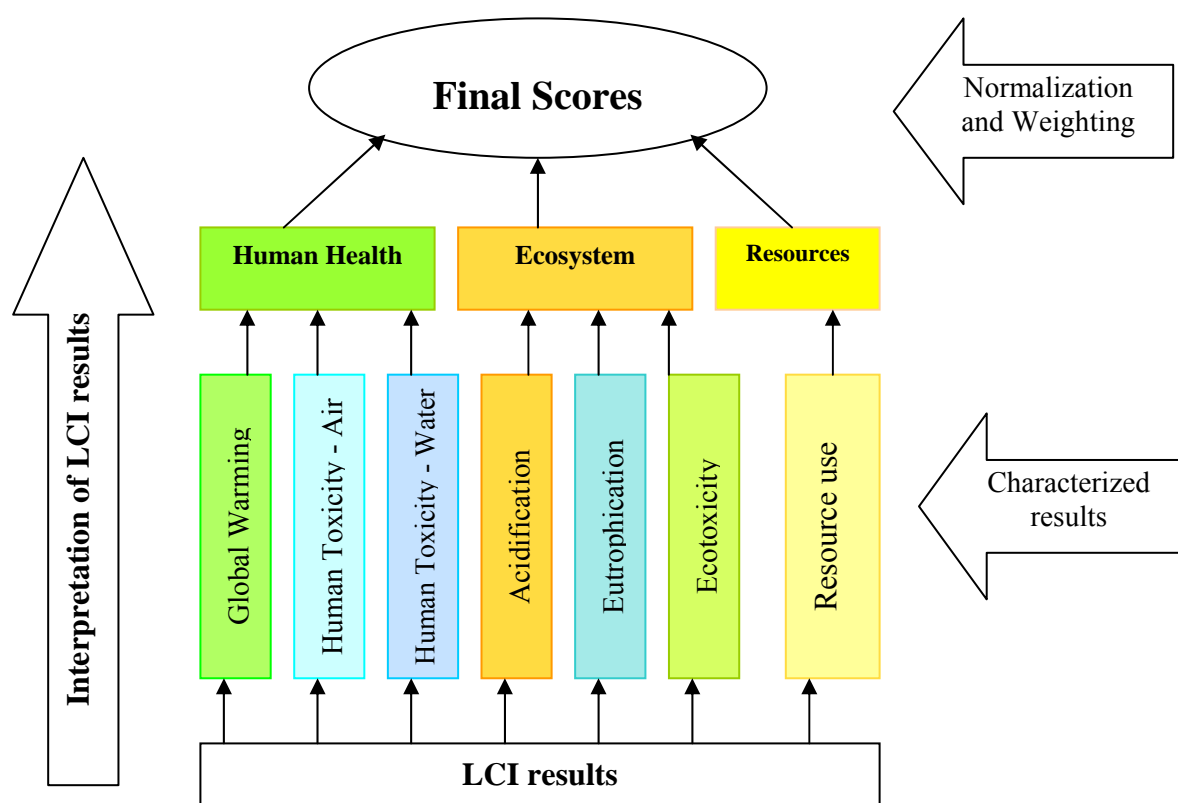 Final Scores
Normalization
and Weighting
Human Health
Ecosystem
Resources
Interpretation of LCI results
Global Warming
Human Toxicity - Air
Human Toxicity - Water
Acidification
Eutrophication
Ecotoxicity
Resource use
Characterized
results
LCI results